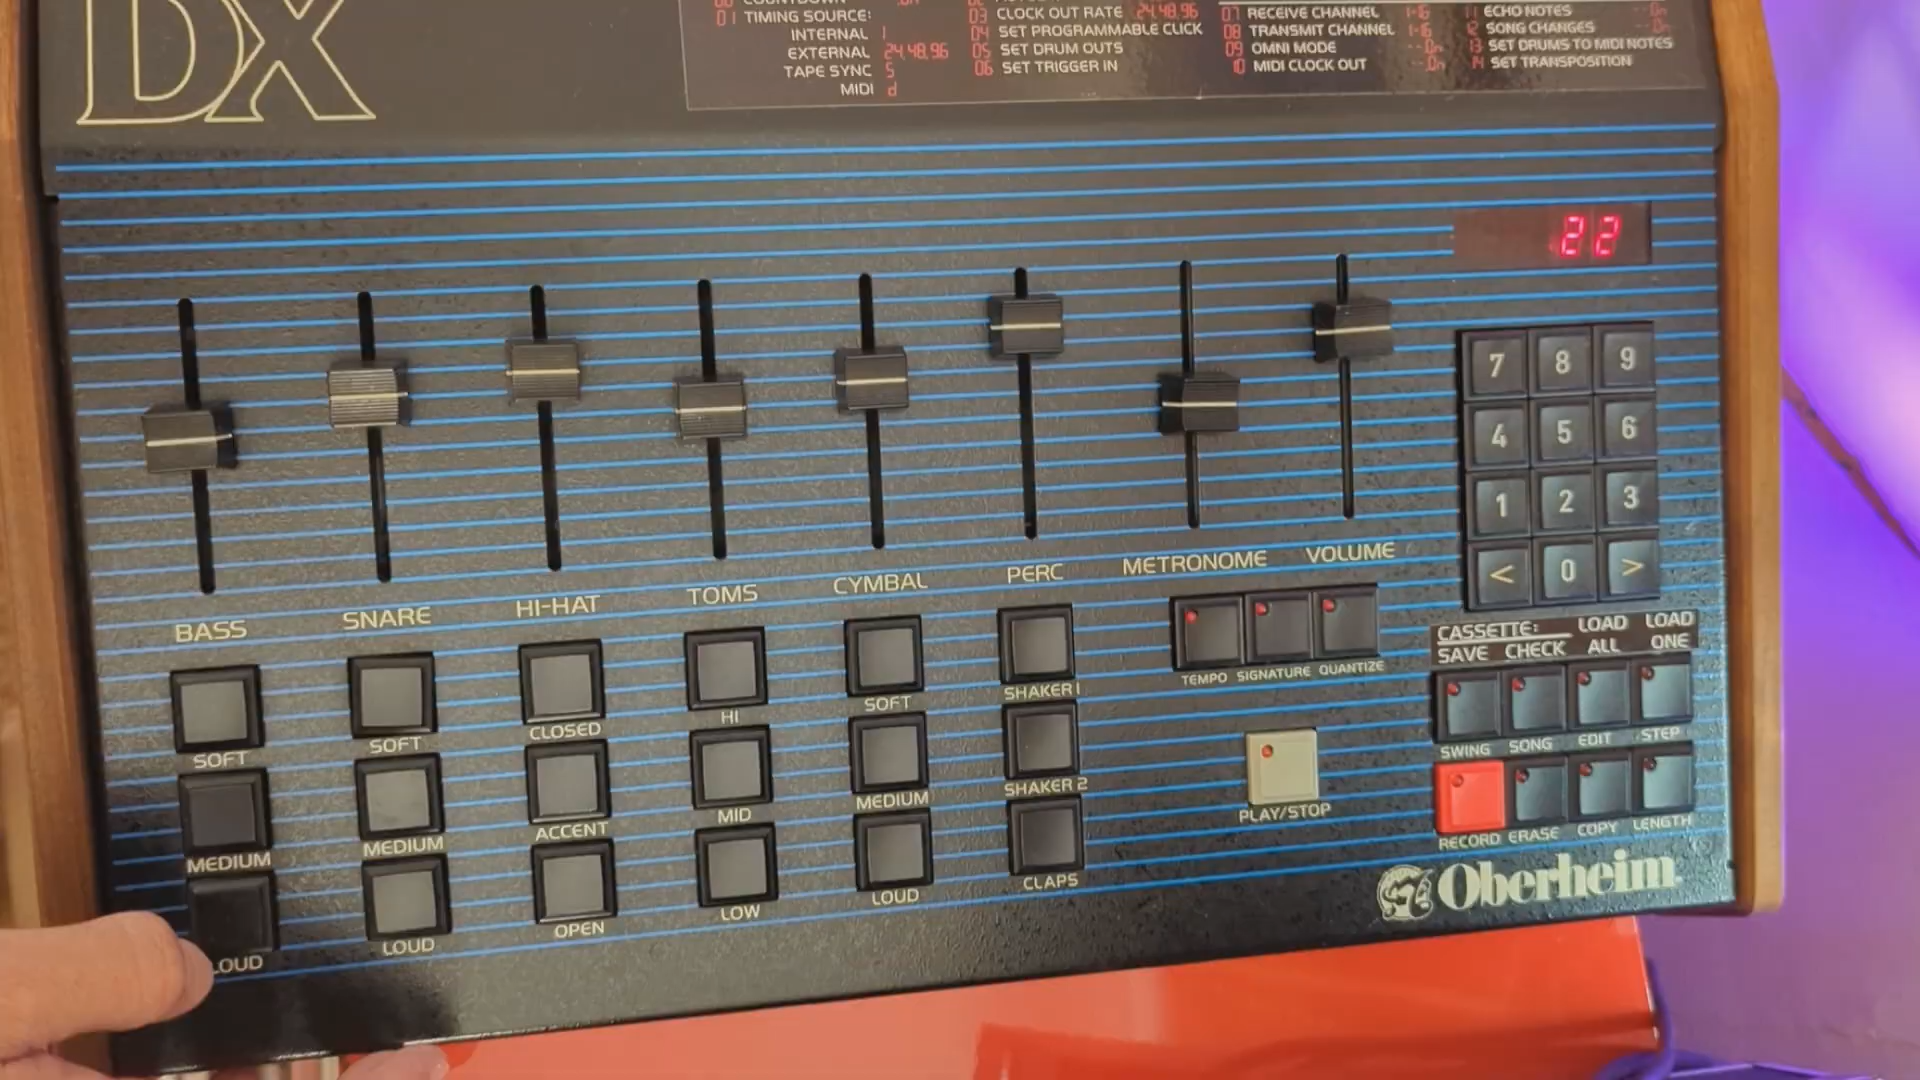 DX
00 COUNTDOWN
01 TIMING SOURCE:
INTERNAL 1
EXTERNAL 24,48,96
TAPE SYNC S
MIDI d
03 CLOCK OUT RATE 24,48,96
04 SET PROGRAMMABLE CLICK
05 SET DRUM OUTS
06 SET TRIGGER IN
07 RECEIVE CHANNEL 1-16
08 TRANSMIT CHANNEL 1-16
09 OMNI MODE --On
10 MIDI CLOCK OUT --On
11 ECHO NOTES --On
12 SONG CHANGES --On
13 SET DRUMS TO MIDI NOTES
14 SET TRANSPOSITION
22
7 8 9
4 5 6
1 2 3
< 0 >
BASS
SNARE
HI-HAT
TOMS
CYMBAL
PERC
METRONOME
VOLUME
SOFT
MEDIUM
LOUD
SOFT
MEDIUM
LOUD
CLOSED
ACCENT
OPEN
HI
MID
LOW
SOFT
MEDIUM
LOUD
SHAKER 1
SHAKER 2
CLAPS
TEMPO SIGNATURE QUANTIZE
PLAY/STOP
CASSETTE: LOAD LOAD
SAVE CHECK ALL ONE
SWING SONG EDIT STEP
RECORD ERASE COPY LENGTH
Oberheim